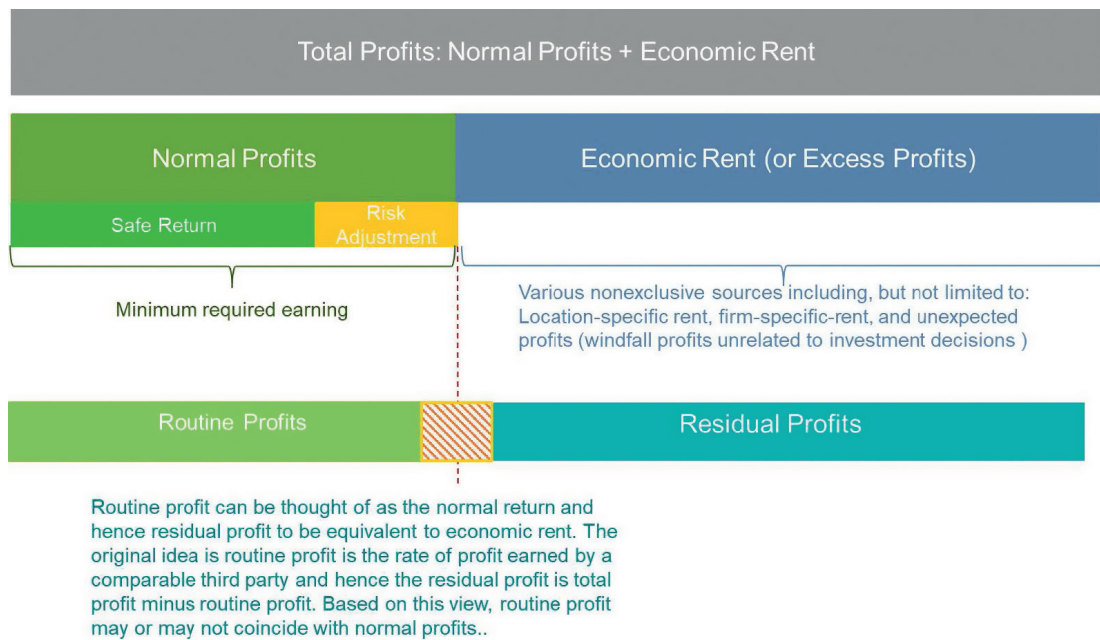 Total Profits: Normal Profits + Economic Rent
Normal Profits
Economic Rent (or Excess Profits)
Safe Return
Risk
Adjustment
Minimum required earning
Various nonexclusive sources including, but not limited to:
Location-specific rent, firm-specific-rent, and unexpected
profits (windfall profits unrelated to investment decisions )
Routine Profits
Residual Profits
Routine profit can be thought of as the normal return and
hence residual profit to be equivalent to economic rent. The
original idea is routine profit is the rate of profit earned by a
comparable third party and hence the residual profit is total
profit minus routine profit. Based on this view, routine profit
may or may not coincide with normal profits..